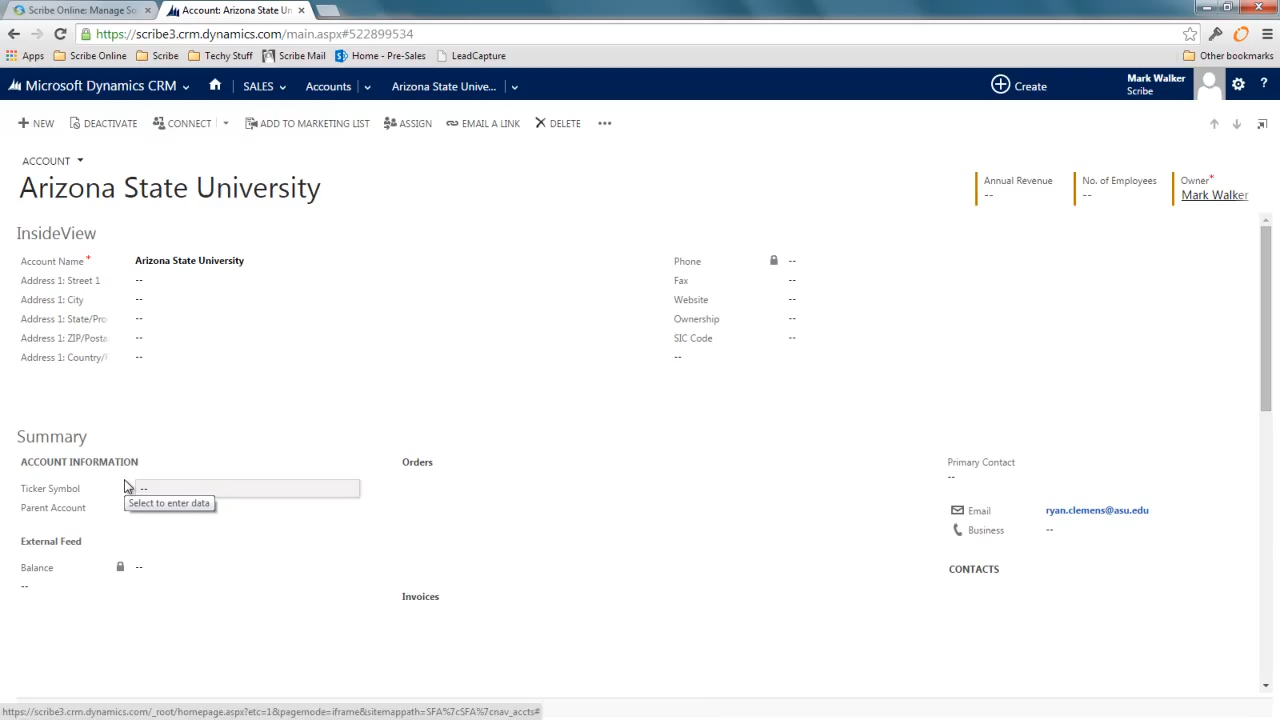 Scribe Online: Manage So
Account: Arizona State Un
https://scribe3.crm.dynamics.com/main.aspx#522899534
Apps Scribe Online Scribe Techy Stuff Scribe Mail Home - Pre-Sales LeadCapture Other bookmarks
Microsoft Dynamics CRM SALES Accounts Arizona State Unive... Create Mark Walker
Scribe
NEW DEACTIVATE CONNECT ADD TO MARKETING LIST ASSIGN EMAIL A LINK DELETE •••
ACCOUNT
Arizona State University
Annual Revenue No. of Employees Owner*
-- -- Mark Walker
InsideView
Account Name * Arizona State University Phone --
Address 1: Street 1 -- Fax --
Address 1: City -- Website --
Address 1: State/Pro -- Ownership --
Address 1: ZIP/Posta -- SIC Code --
Address 1: Country/ -- --
Summary
ACCOUNT INFORMATION Orders Primary Contact
--
Ticker Symbol --
Select to enter data
Parent Account
Email ryan.clemens@asu.edu
Business --
External Feed
Balance --
--
CONTACTS
Invoices
https://scribe3.crm.dynamics.com/_root/homepage.aspx?etc=1&pagemode=iframe&sitemappath=SFA%7cSFA%7cnav_accts#